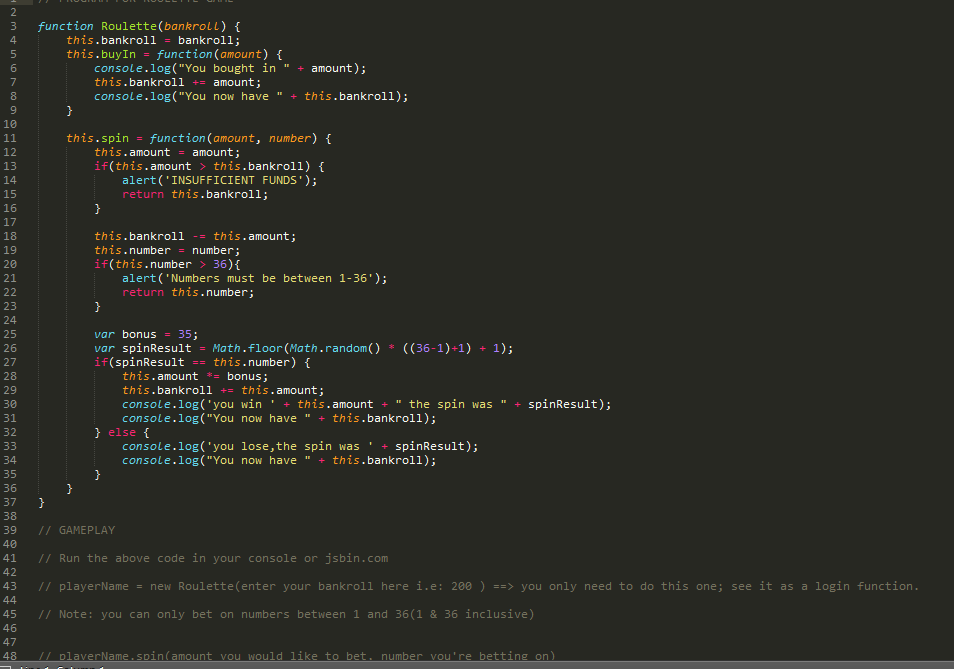 1 // PROGRAM FOR ROULETTE GAME
2
3 function Roulette(bankroll) {
4 this.bankroll = bankroll;
5 this.buyIn = function(amount) {
6 console.log("You bought in " + amount);
7 this.bankroll += amount;
8 console.log("You now have " + this.bankroll);
9 }
10
11 this.spin = function(amount, number) {
12 this.amount = amount;
13 if(this.amount > this.bankroll) {
14 alert('INSUFFICIENT FUNDS');
15 return this.bankroll;
16 }
17
18 this.bankroll -= this.amount;
19 this.number = number;
20 if(this.number > 36){
21 alert('Numbers must be between 1-36');
22 return this.number;
23 }
24
25 var bonus = 35;
26 var spinResult = Math.floor(Math.random() * ((36-1)+1) + 1);
27 if(spinResult == this.number) {
28 this.amount *= bonus;
29 this.bankroll += this.amount;
30 console.log('you win ' + this.amount + " the spin was " + spinResult);
31 console.log("You now have " + this.bankroll);
32 } else {
33 console.log('you lose,the spin was ' + spinResult);
34 console.log("You now have " + this.bankroll);
35 }
36 }
37 }
38
39 // GAMEPLAY
40
41 // Run the above code in your console or jsbin.com
42
43 // playerName = new Roulette(enter your bankroll here i.e: 200 ) ==> you only need to do this one; see it as a login function.
44
45 // Note: you can only bet on numbers between 1 and 36(1 & 36 inclusive)
46
47
48 // playerName.spin(amount you would like to bet, number you're betting on)